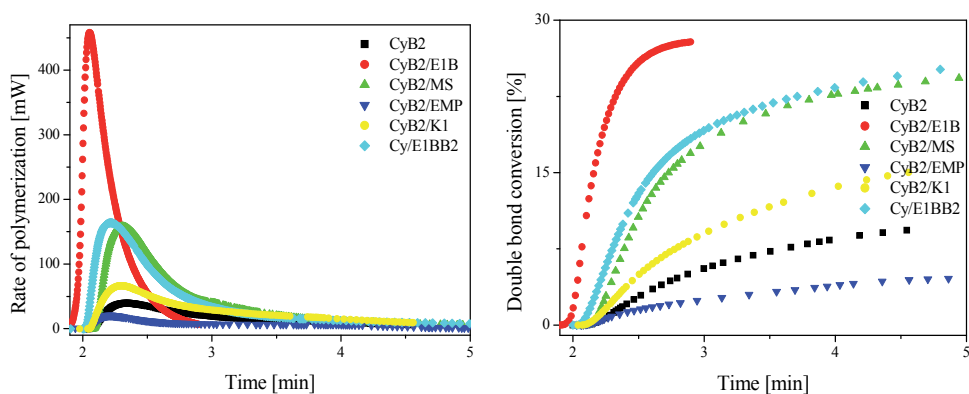 Rate of polymerization [mW]
400
300
200
100
0
2
3
4
5
Time [min]
CyB2
CyB2/E1B
CyB2/MS
CyB2/EMP
CyB2/K1
Cy/E1BB2
Double bond conversion [%]
30
15
0
2
3
4
5
Time [min]
CyB2
CyB2/E1B
CyB2/MS
CyB2/EMP
CyB2/K1
Cy/E1BB2